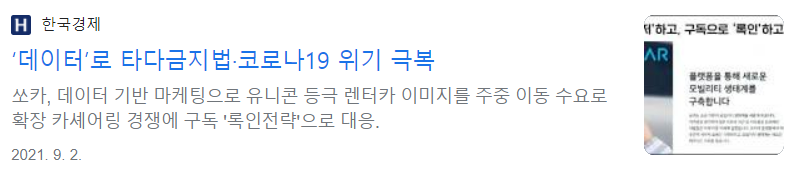 H 한국경제
'데이터'로 타다금지법·코로나19 위기 극복
쏘카, 데이터 기반 마케팅으로 유니콘 등극 렌터카 이미지를 주중 이동 수요로
확장 카셰어링 경쟁에 구독 '록인전략'으로 대응.
2021. 9. 2.
하고, 구독으로 '록인'하고
AR
플랫폼을 통해 새로운
모빌리티 생태계를
구축합니다